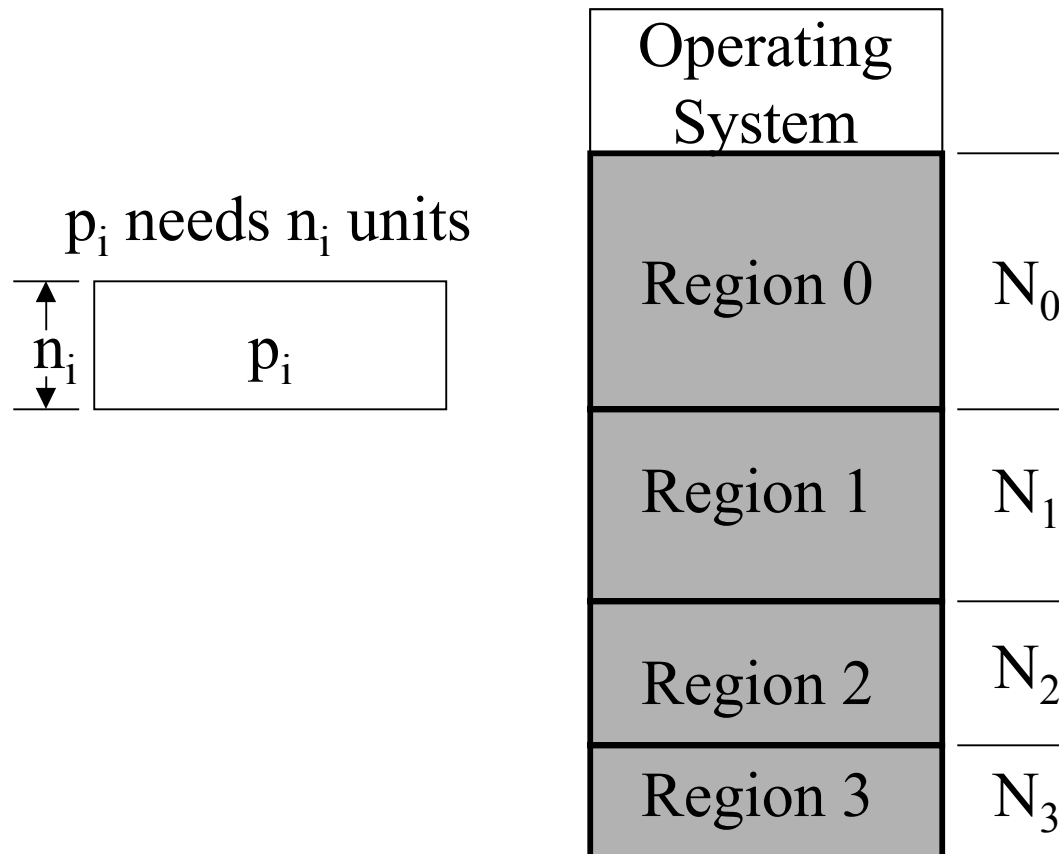 Operating
System
pᵢ needs nᵢ units
nᵢ
pᵢ
Region 0
N₀
Region 1
N₁
Region 2
N₂
Region 3
N₃